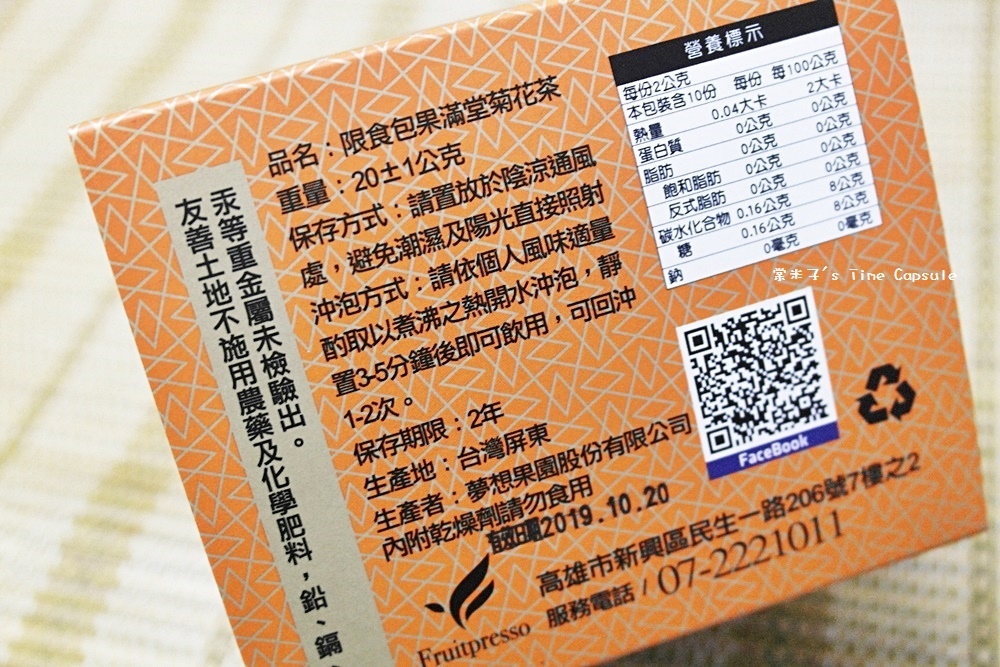 友善土地不施用農藥及化學肥料，鉛、鎘
汞等重金屬未檢驗出。
品名：限食包果滿堂菊花茶
重量：20±1公克
保存方式：請置放於陰涼通風
處，避免潮濕及陽光直接照射
沖泡方式：請依個人風味適量
酌取以煮沸之熱開水沖泡，靜
置3-5分鐘後即可飲用，可回沖
1-2次。
保存期限：2年
生產地：台灣屏東
生產者：夢想果園股份有限公司
內附乾燥劑請勿食用
2019.10.20
高雄市新興區民生一路206號7樓之2
服務電話/07-2221011
Fruitpresso
營養標示
每份2公克
本包裝含10份 每份 每100公克
熱量 0.04大卡 2大卡
蛋白質 0公克 0公克
脂肪 0公克 0公克
飽和脂肪 0公克 0公克
反式脂肪 0公克 0公克
碳水化合物 0.16公克 8公克
糖 0.16公克 8公克
鈉 0毫克 0毫克
FaceBook
常半子's Time Capsule